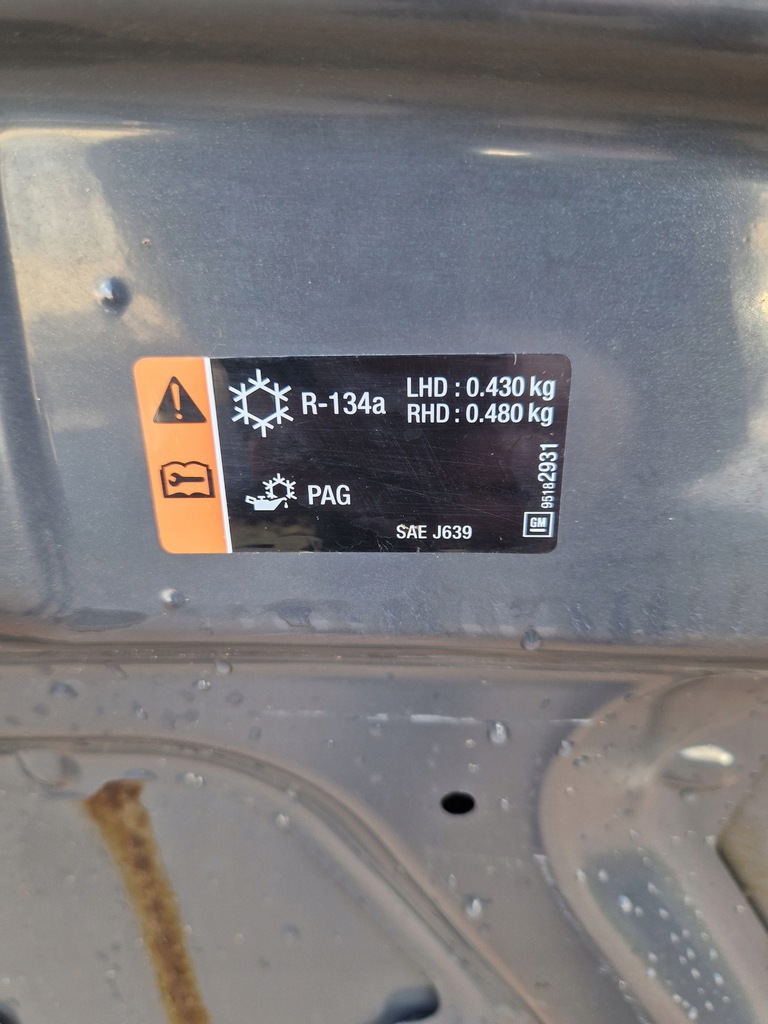 R-134a
LHD : 0.430 kg
RHD : 0.480 kg
PAG
SAE J639
95182931
GM